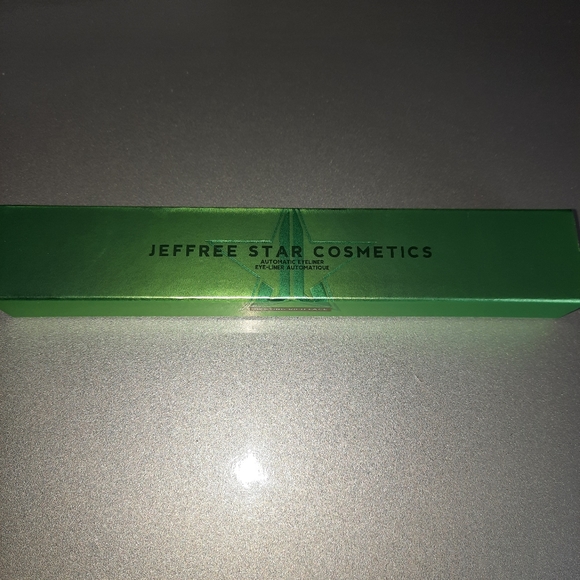 JEFFREE STAR COSMETICS
AUTOMATIC EYELINER
EYE-LINER AUTOMATIQUE